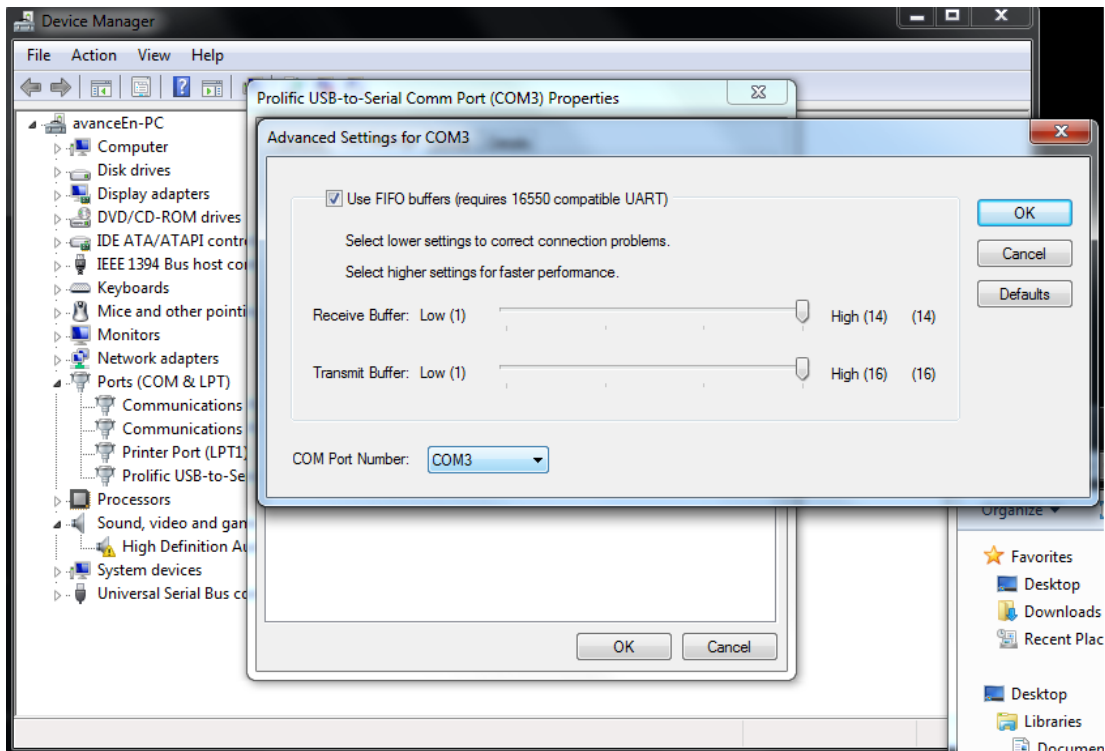 Device Manager
File Action View Help
avanceEn-PC
Computer
Disk drives
Display adapters
DVD/CD-ROM drives
IDE ATA/ATAPI contr
IEEE 1394 Bus host co
Keyboards
Mice and other pointi
Monitors
Network adapters
Ports (COM & LPT)
Communications
Communications
Printer Port (LPT1)
Prolific USB-to-Se
Processors
Sound, video and gan
High Definition Au
System devices
Universal Serial Bus co
Prolific USB-to-Serial Comm Port (COM3) Properties
Advanced Settings for COM3
Use FIFO buffers (requires 16550 compatible UART)
Select lower settings to correct connection problems.
Select higher settings for faster performance.
Receive Buffer: Low (1) High (14) (14)
Transmit Buffer: Low (1) High (16) (16)
COM Port Number: COM3
OK
Cancel
Defaults
OK Cancel
Organize
Favorites
Desktop
Downloads
Recent Plac
Desktop
Libraries
Documen